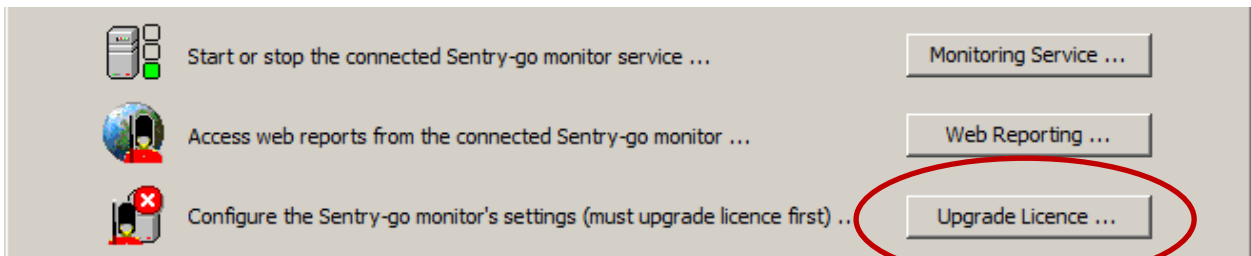 Start or stop the connected Sentry-go monitor service ... Monitoring Service ...
Access web reports from the connected Sentry-go monitor ... Web Reporting ...
Configure the Sentry-go monitor's settings (must upgrade licence first) ... Upgrade Licence ...